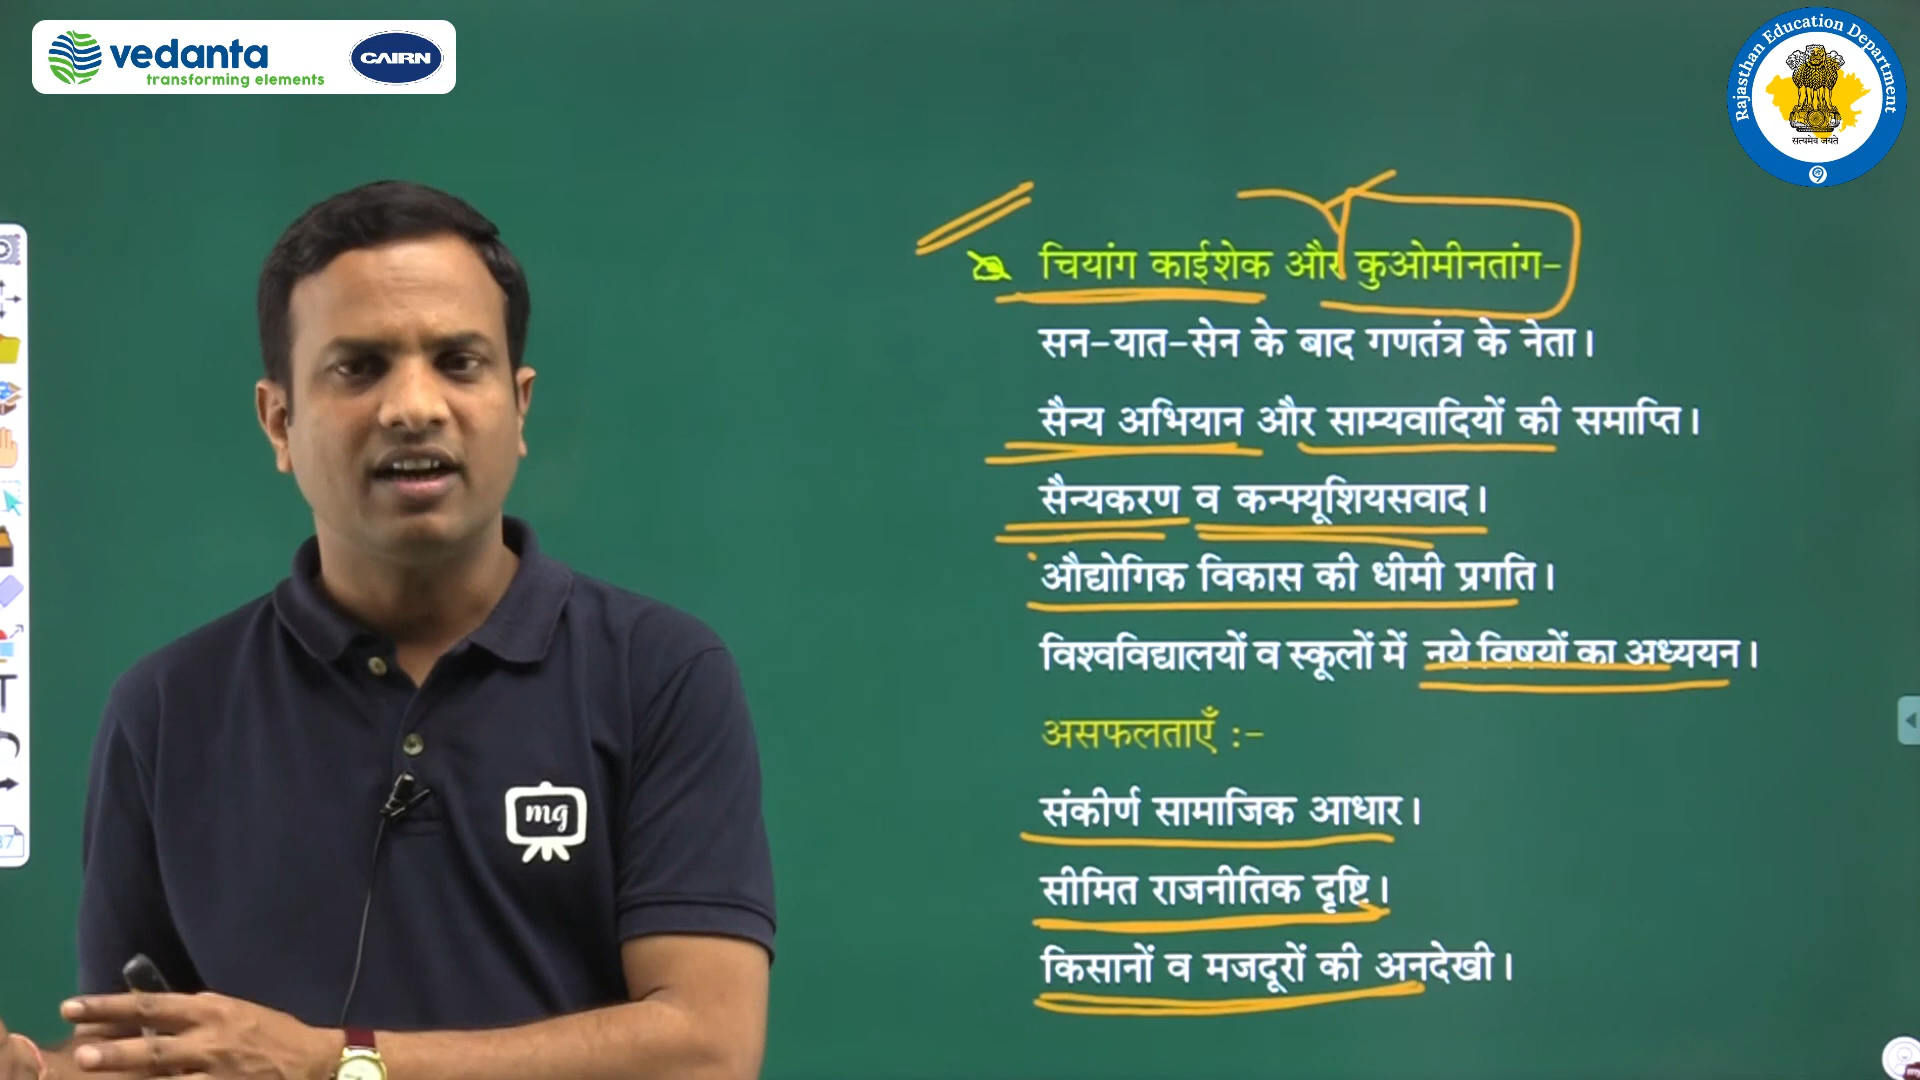 vedanta
transforming elements
CAIRN
Rajasthan Education Department
सत्यमेव जयते
चियांग काईशेक और कुओमीनतांग-
सन-यात-सेन के बाद गणतंत्र के नेता।
सैन्य अभियान और साम्यवादियों की समाप्ति।
सैन्यकरण व कन्फ्यूशियसवाद।
औद्योगिक विकास की धीमी प्रगति।
विश्वविद्यालयों व स्कूलों में नये विषयों का अध्ययन।
असफलताएँ :-
संकीर्ण सामाजिक आधार।
सीमित राजनीतिक दृष्टि।
किसानों व मजदूरों की अनदेखी।
mg